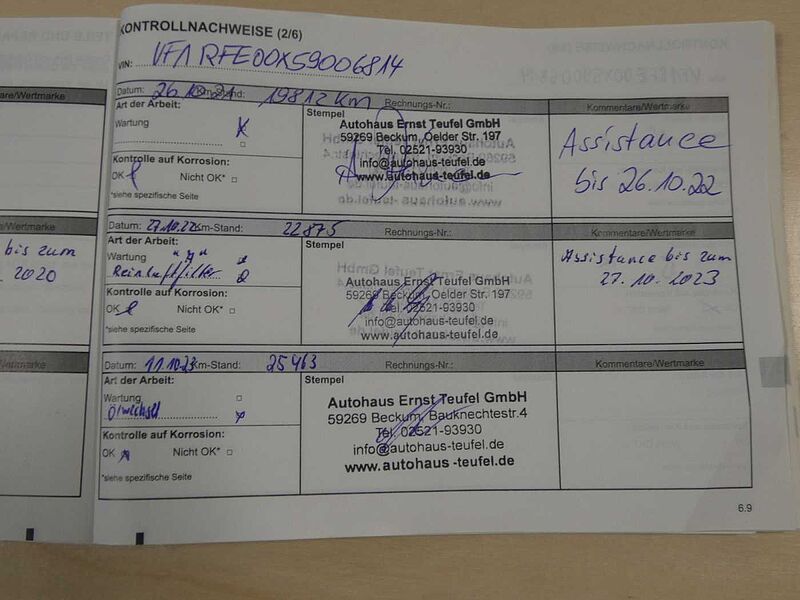 KONTROLLNACHWEISE (2/6)
VIN: VF1RFE00X59006814
are/Wertmarke
Datum: 26.10.21 Km-Stand: 19812 km Rechnungs-Nr.: Kommentare/Wertmarke
Art der Arbeit:
Wartung
Kontrolle auf Korrosion:
OK Nicht OK*
*siehe spezifische Seite
Stempel
Autohaus Ernst Teufel GmbH
59269 Beckum, Oelder Str. 197
Tel. 02521-93930
info@autohaus-teufel.de
www.autohaus-teufel.de
Assistance
bis 26.10.22
Wertmarke
bis zum
2020
Datum: 27.10.22 Km-Stand: 22875 Rechnungs-Nr.: Kommentare/Wertmarke
Art der Arbeit:
Wartung
Reinluftfilter
Kontrolle auf Korrosion:
OK Nicht OK*
*siehe spezifische Seite
Stempel
Autohaus Ernst Teufel GmbH
59269 Beckum, Oelder Str. 197
Tel. 02521-93930
info@autohaus-teufel.de
www.autohaus-teufel.de
Assistance bis zum
27.10.2023
Wertmarke
Datum: 11.10.23 Km-Stand: 25463 Rechnungs-Nr.: Kommentare/Wertmarke
Art der Arbeit:
Wartung
Ölwechsel
Kontrolle auf Korrosion:
OK Nicht OK*
*siehe spezifische Seite
Stempel
Autohaus Ernst Teufel GmbH
59269 Beckum, Bauknechtestr.4
Tel. 02521-93930
info@autohaus-teufel.de
www.autohaus-teufel.de
6.9